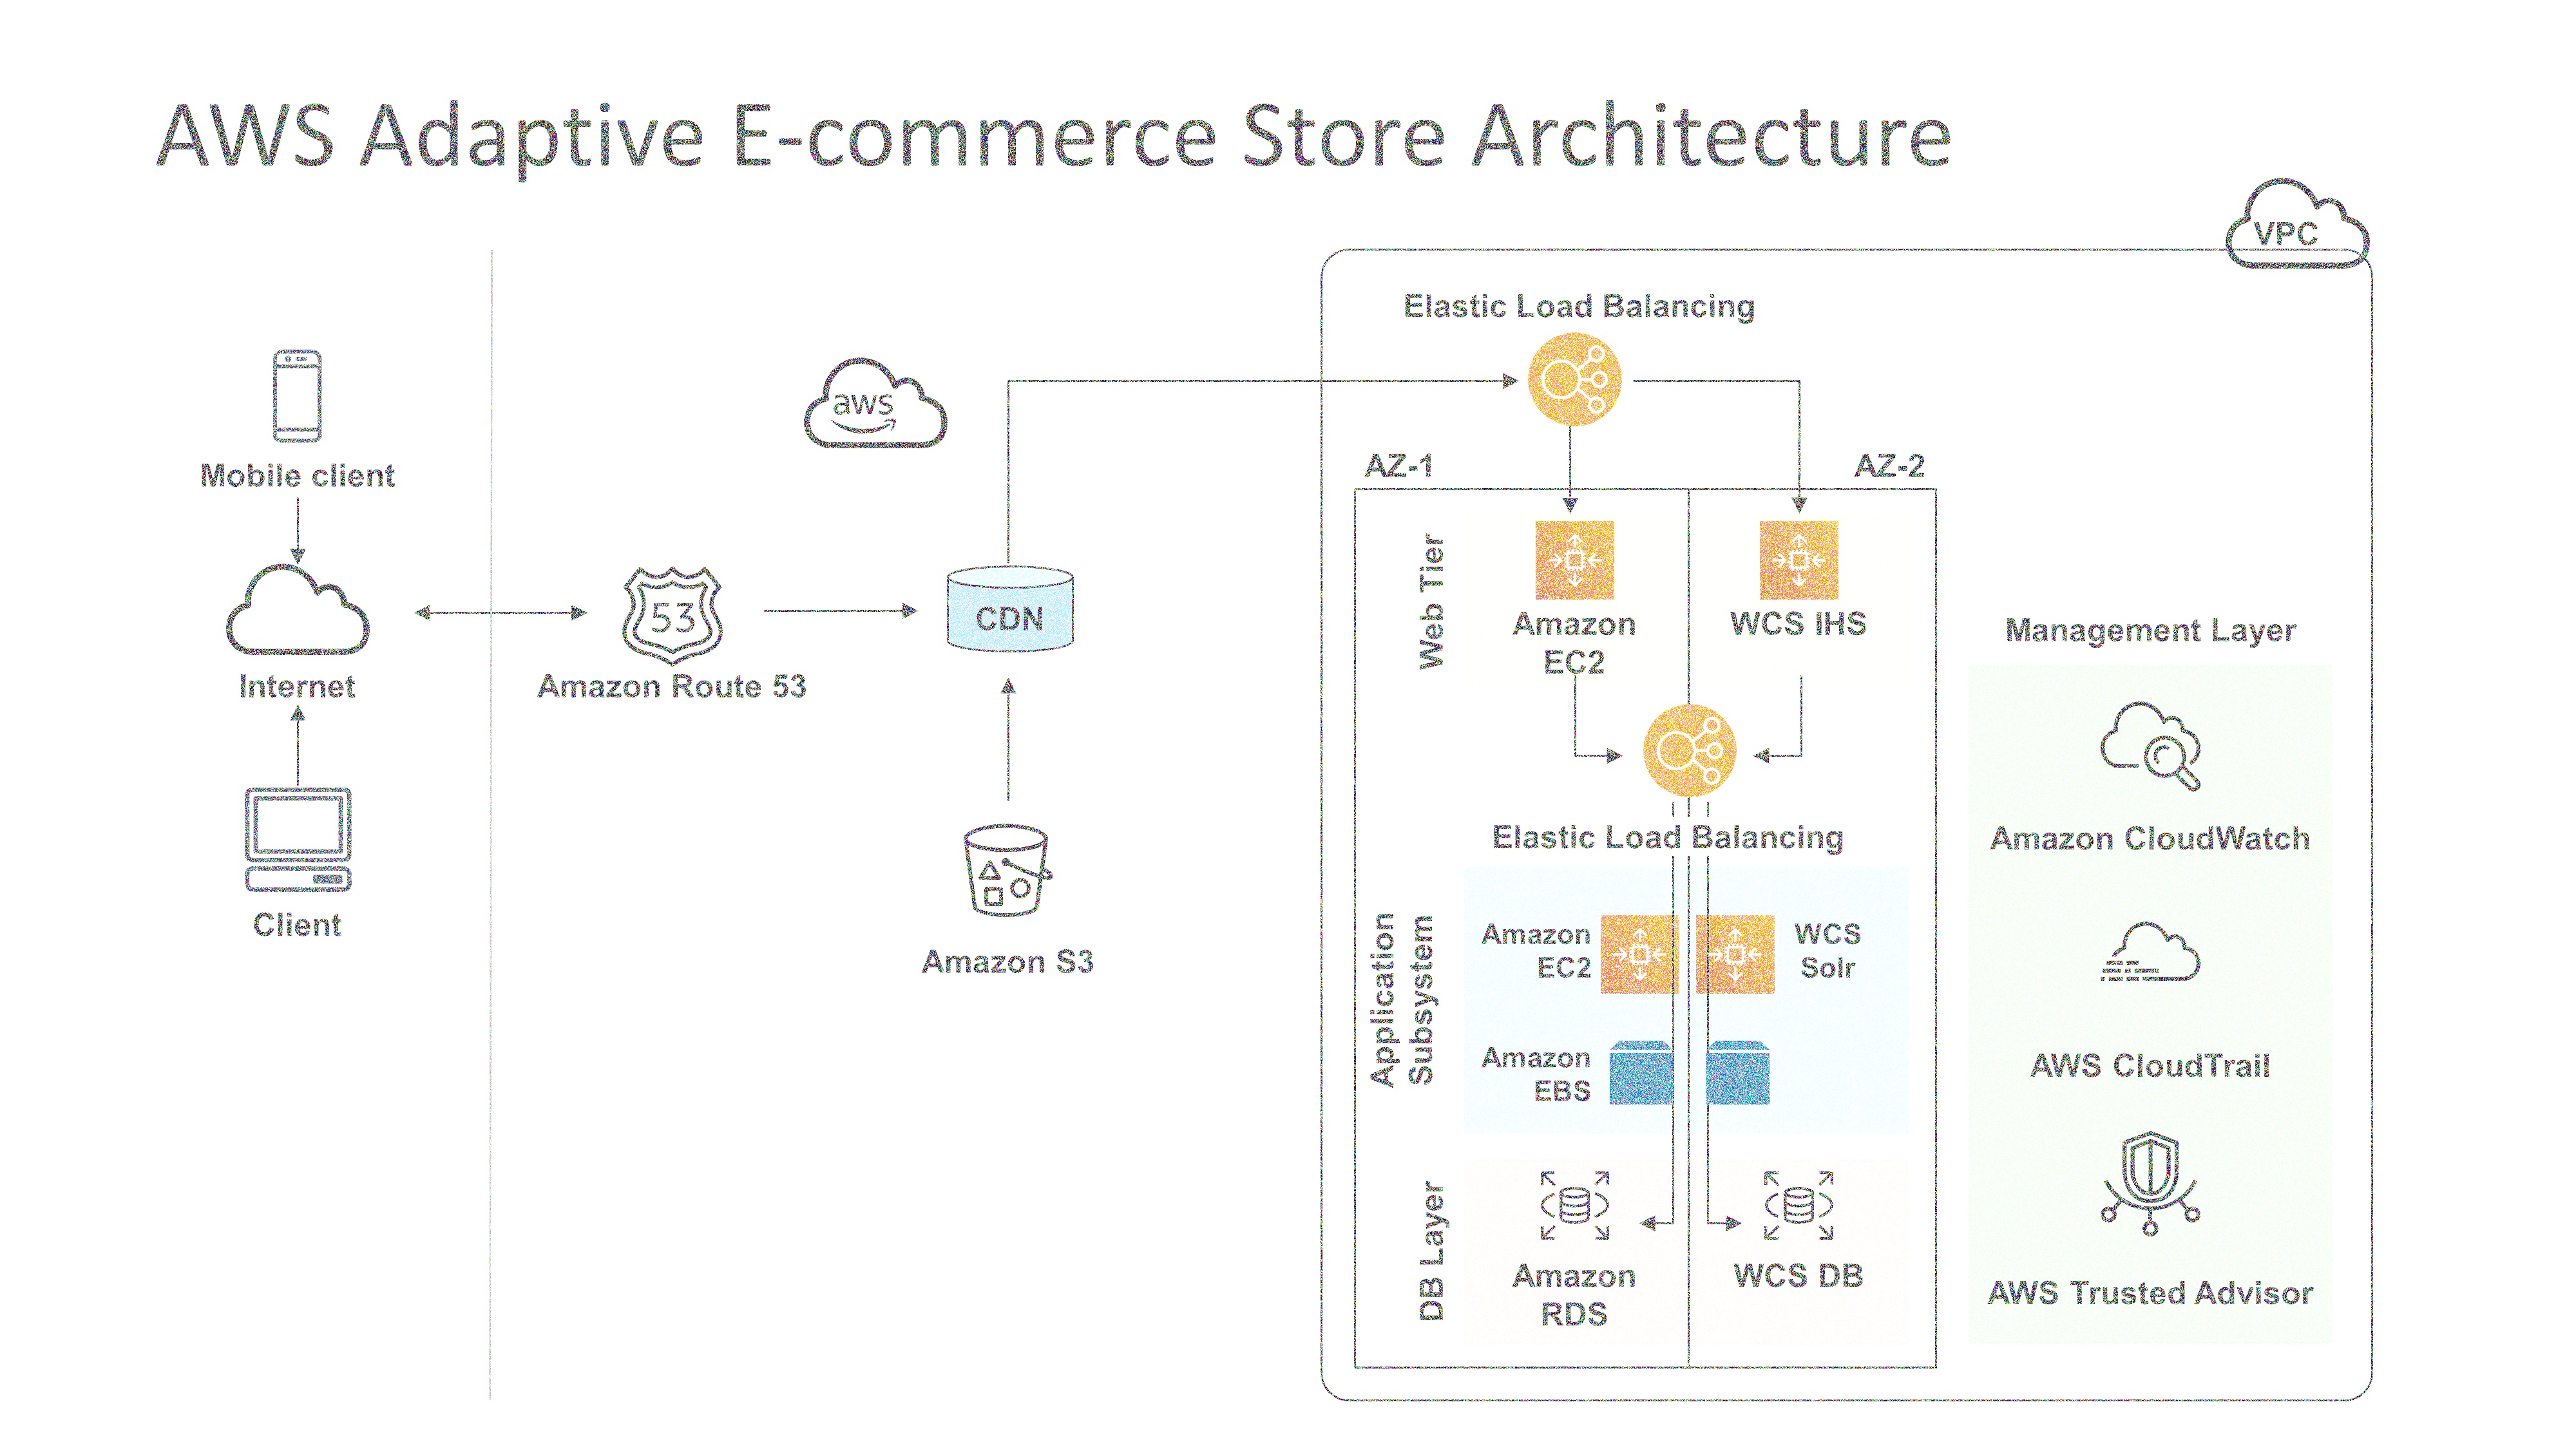 AWS Adaptive E-commerce Store Architecture
VPC
Elastic Load Balancing
aws
Mobile client
AZ-1
AZ-2
Web Tier
53
CDN
Amazon
EC2
WCS IHS
Management Layer
Internet
Amazon Route 53
Elastic Load Balancing
Amazon CloudWatch
Client
Amazon S3
Application
Subsystem
Amazon
EC2
WCS
Solr
Amazon
EBS
AWS CloudTrail
DB Layer
Amazon
RDS
WCS DB
AWS Trusted Advisor